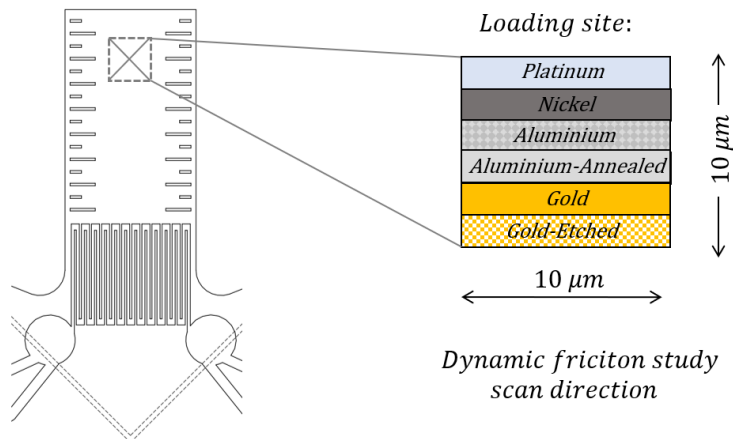 Loading site:
Platinum
Nickel
Aluminium
Aluminium-Annealed
Gold
Gold-Etched
10 μm
10 μm
Dynamic friciton study
scan direction